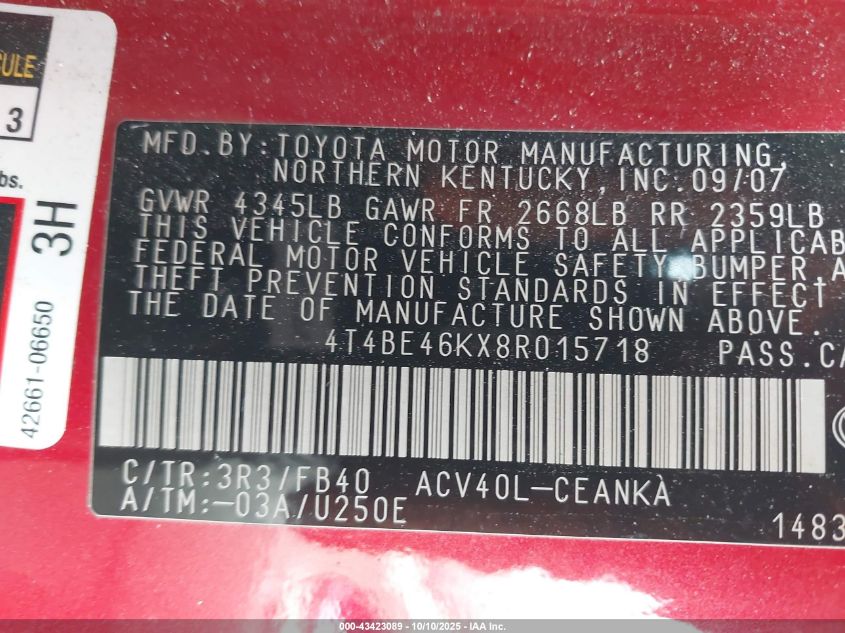 CULE
3
bs.
3H
42661-06650
MFD.BY:TOYOTA MOTOR MANUFACTURING,
NORTHERN KENTUCKY,INC.09/07
GVWR 4345LB GAWR FR 2668LB RR 2359LB
THIS VEHICLE CONFORMS TO ALL APPLICAB
FEDERAL MOTOR VEHICLE SAFETY,BUMPER A
THEFT PREVENTION STANDARDS IN EFFECT
THE DATE OF MANUFACTURE SHOWN ABOVE.
4T4BE46KX8R015718 PASS.CA
C/TR:3R3/FB40 ACV40L-CEANKA
A/TM:-03A/U250E
1483
000-43423089 - 10/10/2025 - IAA Inc.